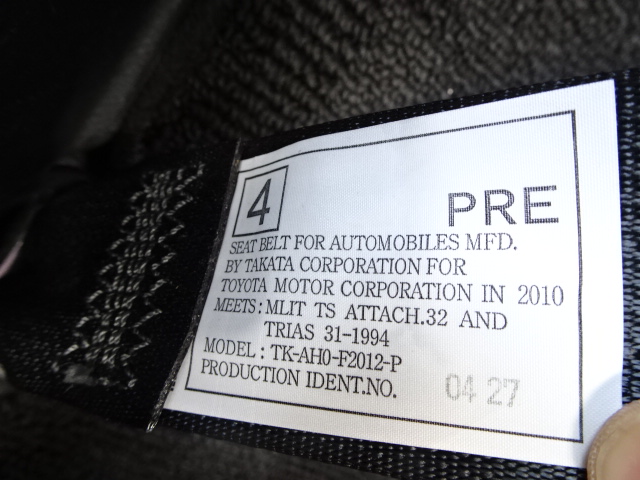 4 PRE
SEAT BELT FOR AUTOMOBILES MFD.
BY TAKATA CORPORATION FOR
TOYOTA MOTOR CORPORATION IN 2010
MEETS : MLIT TS ATTACH.32 AND
TRIAS 31-1994
MODEL : TK-AH0-F2012-P
PRODUCTION IDENT.NO. 04 27